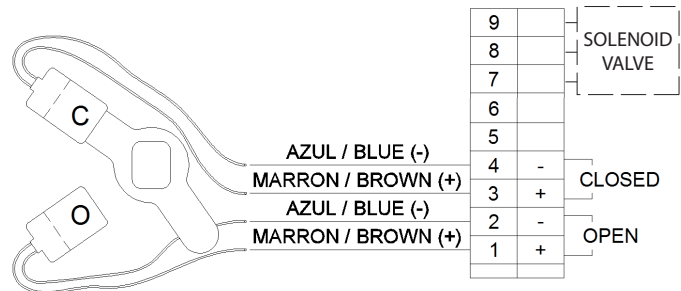 9
SOLENOID
8
VALVE
7
C
6
5
AZUL / BLUE (-)
4 -
CLOSED
MARRON / BROWN (+)
3 +
O
AZUL / BLUE (-)
2 -
OPEN
MARRON / BROWN (+)
1 +